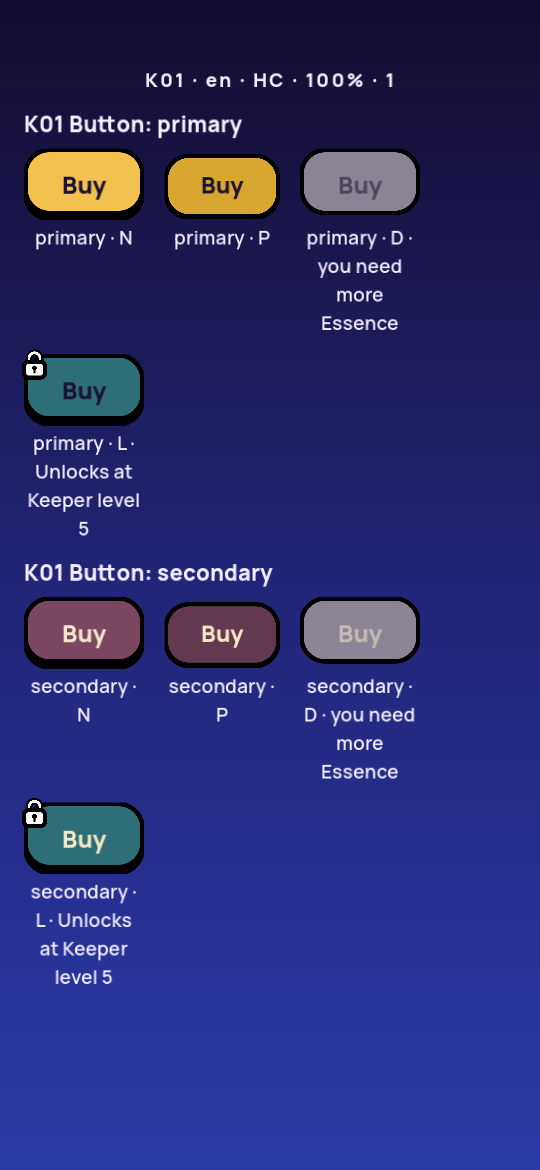 K01 · en · HC · 100% · 1
K01 Button: primary
Buy
Buy
Buy
primary · N
primary · P
primary · D ·
you need
more
Essence
Buy
primary · L ·
Unlocks at
Keeper level
5
K01 Button: secondary
Buy
Buy
Buy
secondary ·
N
secondary ·
P
secondary ·
D · you need
more
Essence
Buy
secondary ·
L · Unlocks
at Keeper
level 5